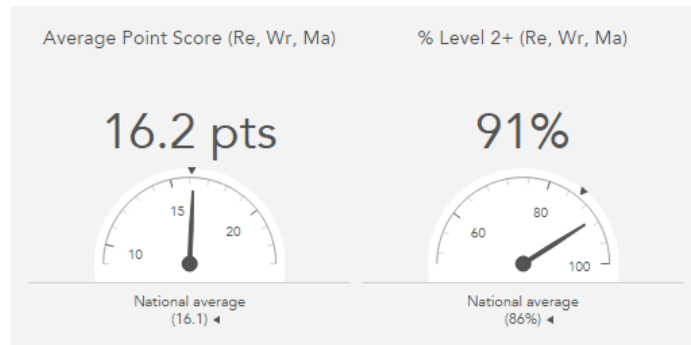 Average Point Score (Re, Wr, Ma)
16.2 pts
10
15
20
National average
(16.1) ◄
% Level 2+ (Re, Wr, Ma)
91%
60
80
100
National average
(86%) ◄